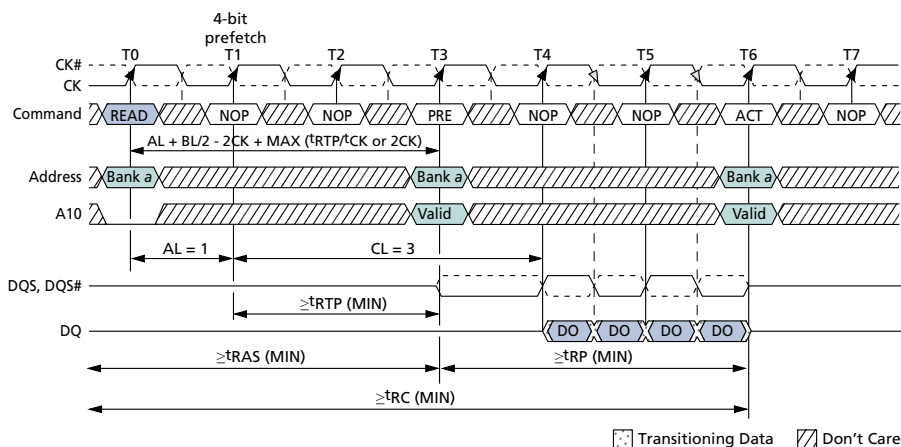 4-bit
prefetch
T0 T1 T2 T3 T4 T5 T6 T7
CK#
CK
Command READ NOP NOP PRE NOP NOP ACT NOP
AL + BL/2 - 2CK + MAX (tRTP/tCK or 2CK)
Address Bank a Bank a Bank a
A10 Valid Valid
AL = 1 CL = 3
DQS, DQS#
≥tRTP (MIN)
DQ DO DO DO DO
≥tRAS (MIN) ≥tRP (MIN)
≥tRC (MIN)
Transitioning Data Don't Care